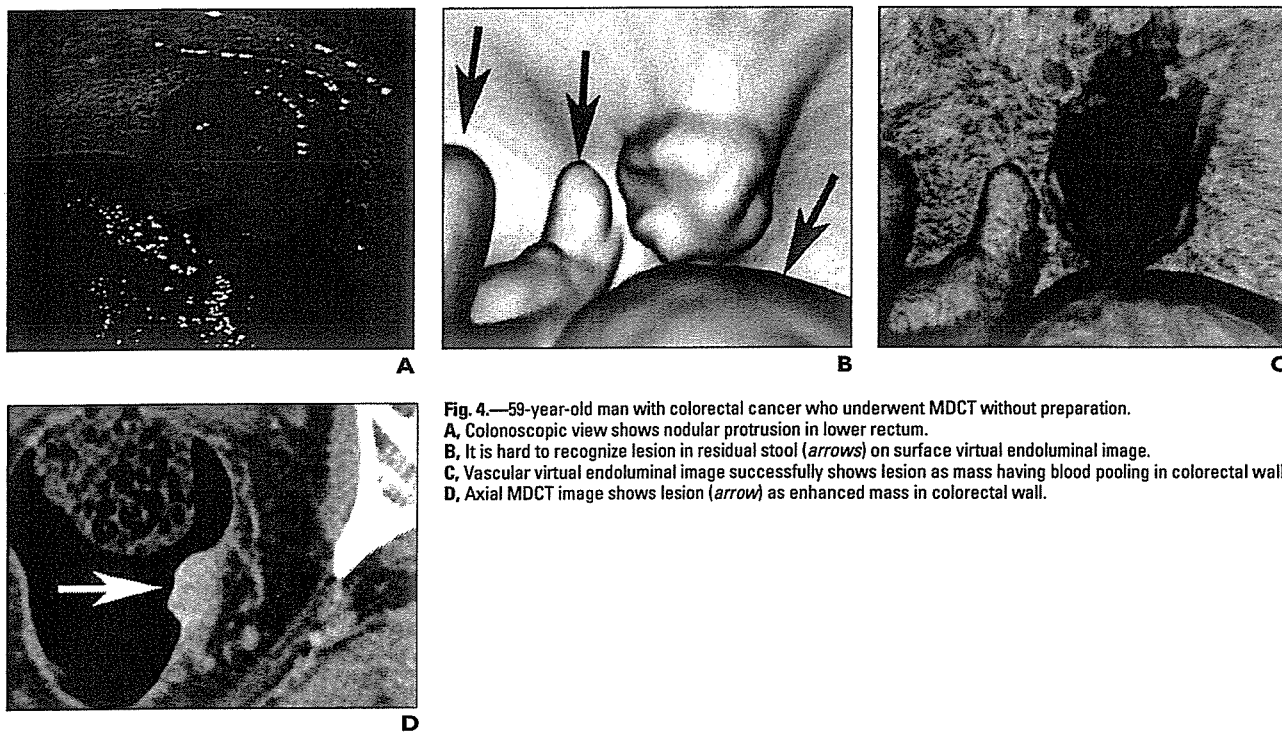 A
B
C
D
Fig. 4.—59-year-old man with colorectal cancer who underwent MDCT without preparation.
A, Colonoscopic view shows nodular protrusion in lower rectum.
B, It is hard to recognize lesion in residual stool (arrows) on surface virtual endoluminal image.
C, Vascular virtual endoluminal image successfully shows lesion as mass having blood pooling in colorectal wall
D, Axial MDCT image shows lesion (arrow) as enhanced mass in colorectal wall.